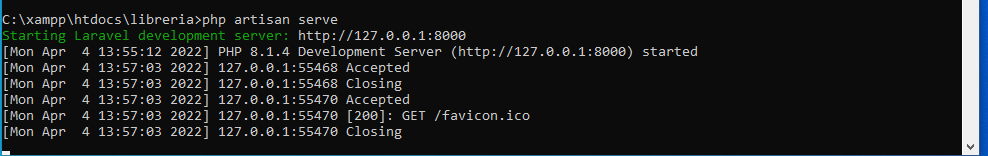 C:\xampp\htdocs\libreria>php artisan serve
Starting Laravel development server: http://127.0.0.1:8000
[Mon Apr  4 13:55:12 2022] PHP 8.1.4 Development Server (http://127.0.0.1:8000) started
[Mon Apr  4 13:57:03 2022] 127.0.0.1:55468 Accepted
[Mon Apr  4 13:57:03 2022] 127.0.0.1:55468 Closing
[Mon Apr  4 13:57:03 2022] 127.0.0.1:55470 Accepted
[Mon Apr  4 13:57:03 2022] 127.0.0.1:55470 [200]: GET /favicon.ico
[Mon Apr  4 13:57:03 2022] 127.0.0.1:55470 Closing